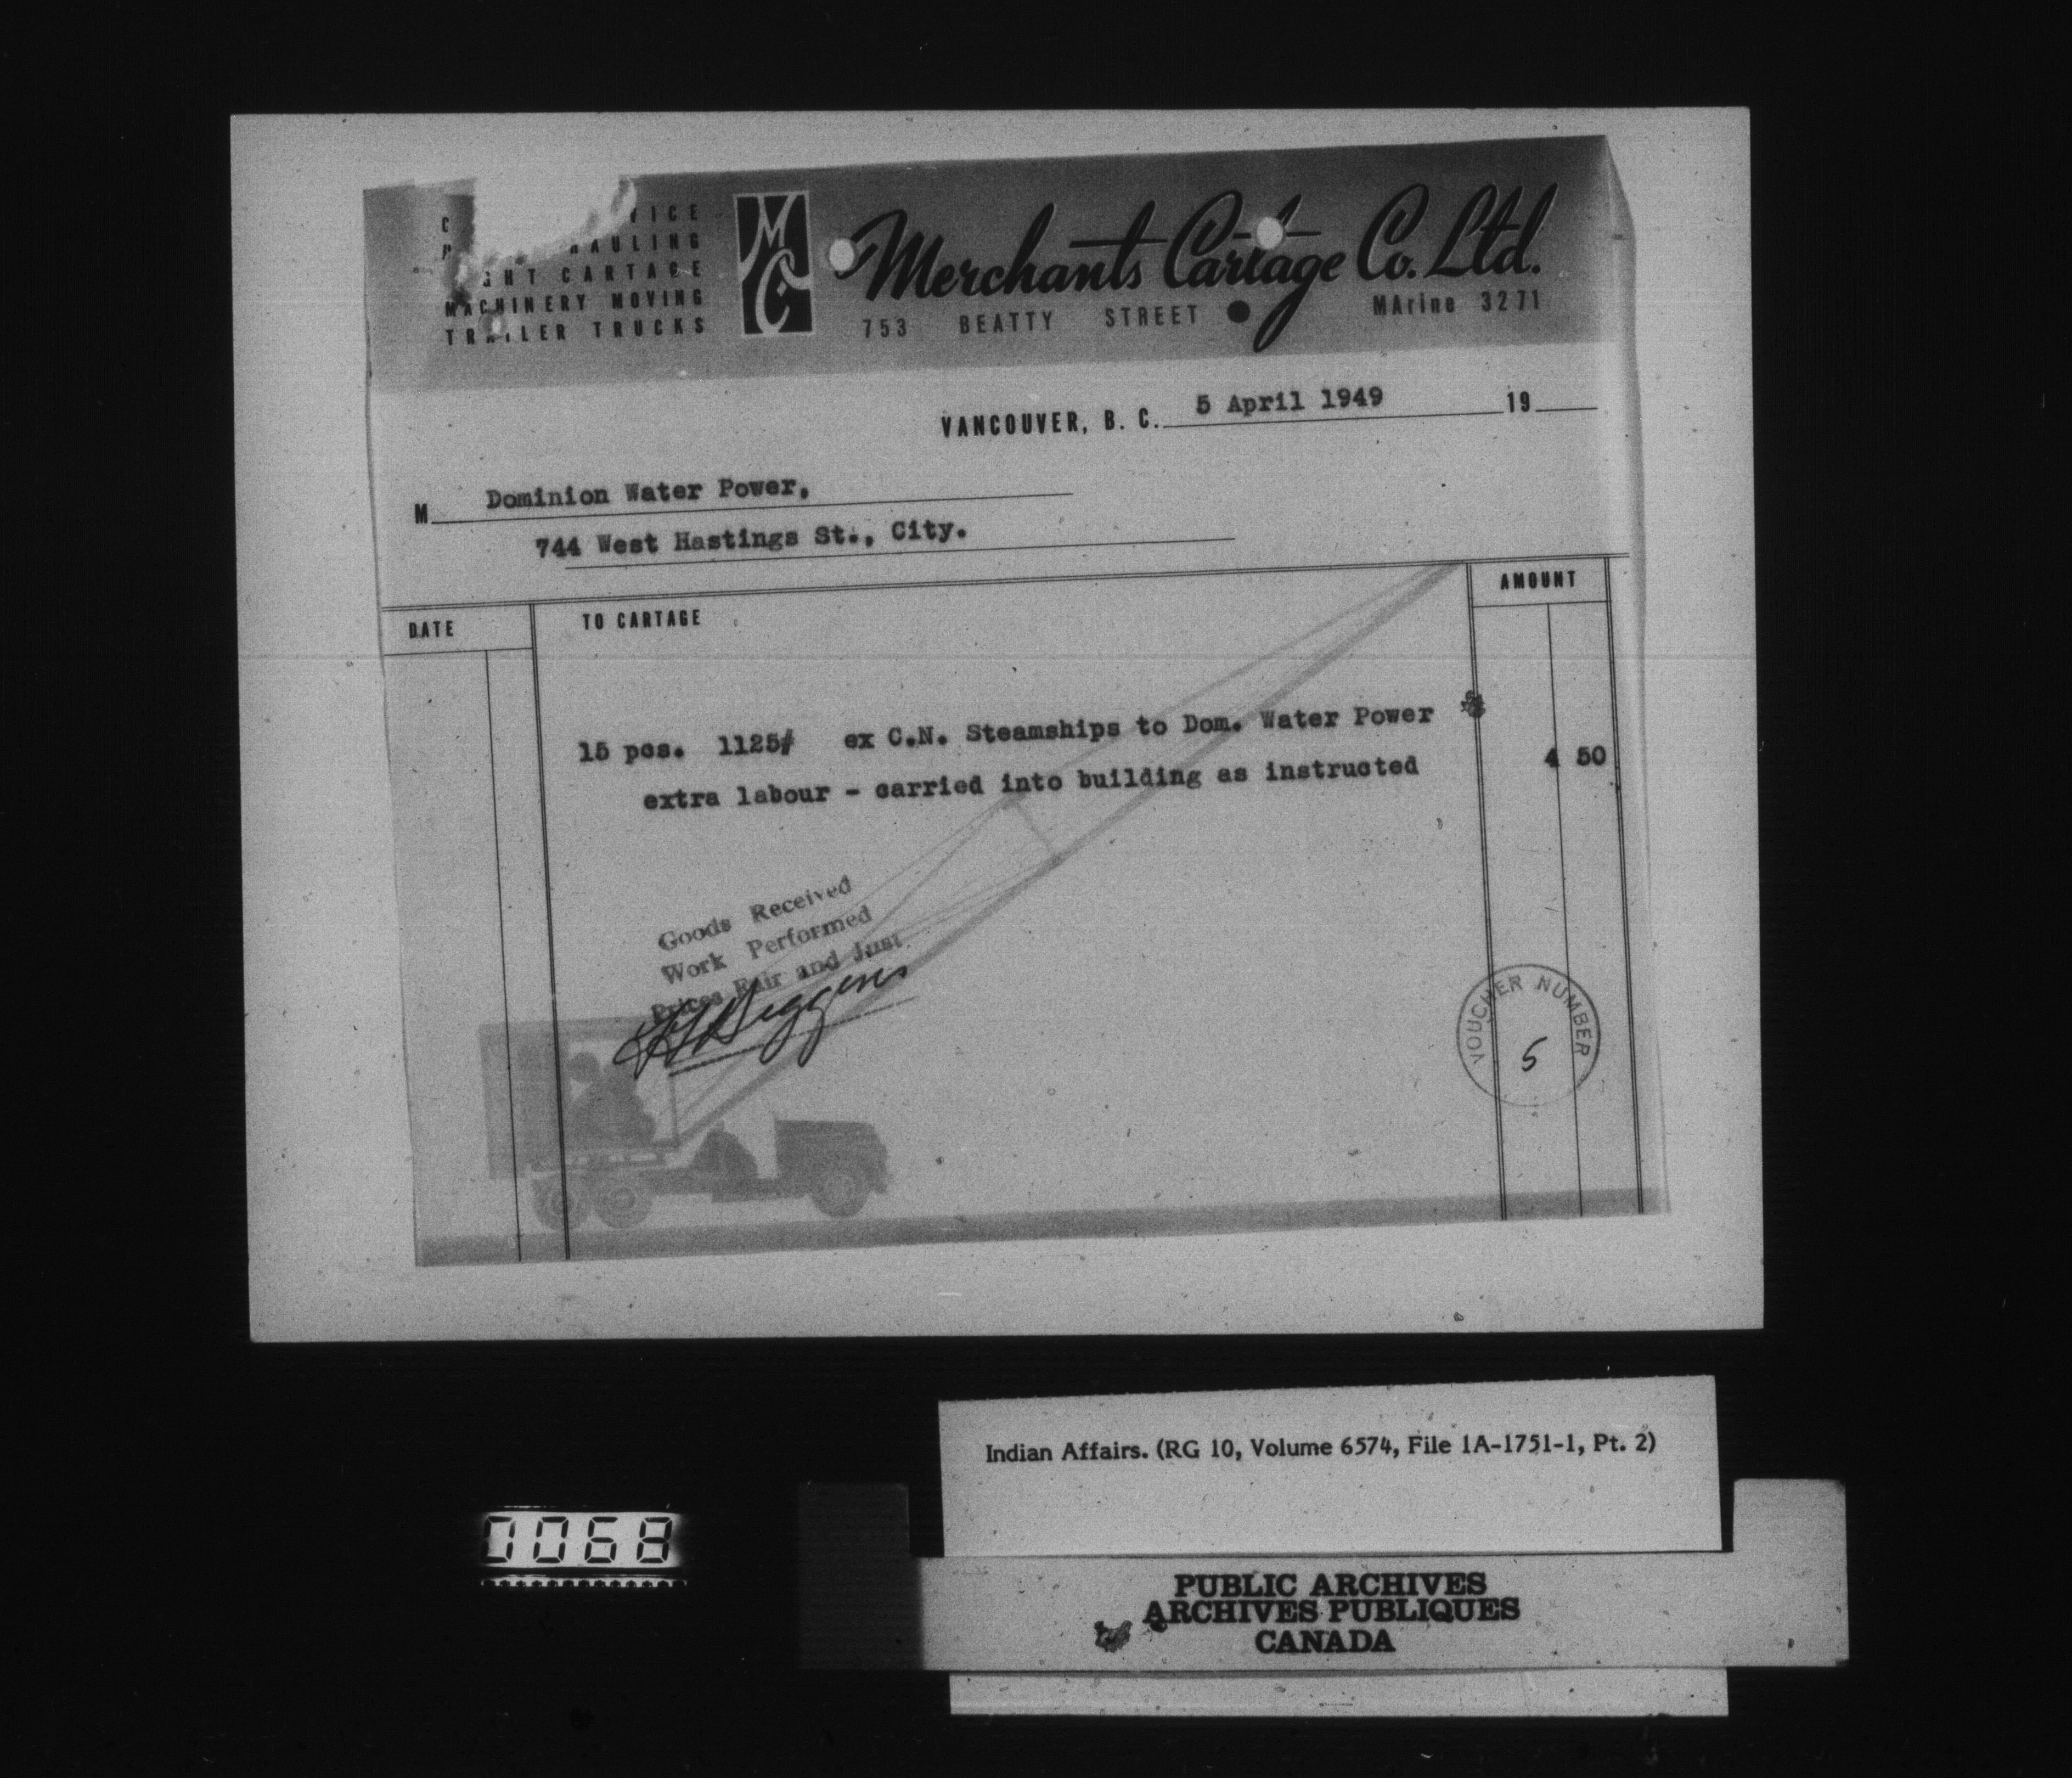 VICE
HAULING
GHT CARTAGE
MACHINERY MOVING
TRAILER TRUCKS
MC
Merchants Cartage Co. Ltd.
753 BEATTY STREET ● MArine 3271
VANCOUVER, B. C. 5 April 1949 19
M Dominion Water Power,
744 West Hastings St., City.
DATE TO CARTAGE AMOUNT
15 pcs. 1125# ex C.N. Steamships to Dom. Water Power
4 50
extra labour - carried into building as instructed
Goods Received
Work Performed
Prices Fair and Just
VOUCHER NUMBER
5
Indian Affairs. (RG 10, Volume 6574, File 1A-1751-1, Pt. 2)
0068
PUBLIC ARCHIVES
ARCHIVES PUBLIQUES
CANADA